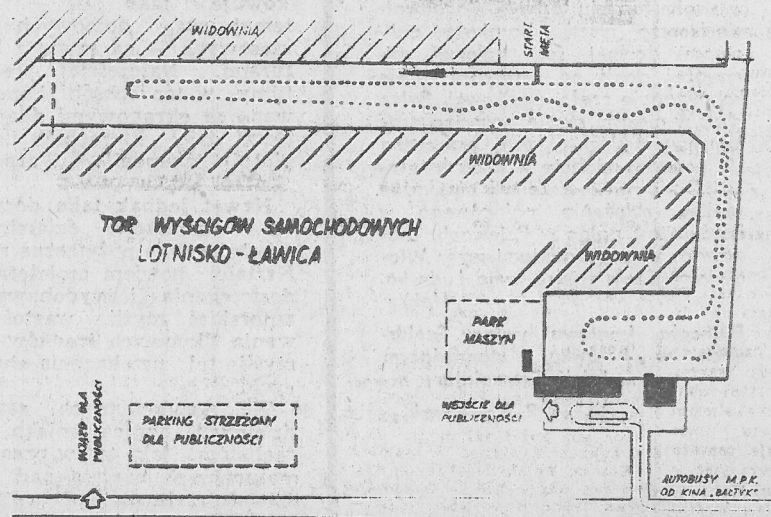 WIDOWNIA
START
META
WIDOWNIA
TOR WYŚCIGÓW SAMOCHODOWYCH
LOTNISKO - ŁAWICA
WIDOWNIA
PARK
MASZYN
WEJŚCIE DLA
PUBLICZNOŚCI
WJAZD DLA
PUBLICZNOŚCI
PARKING STRZEŻONY
DLA PUBLICZNOŚCI
AUTOBUSY M.P.K.
OD KINA „BAŁTYK"